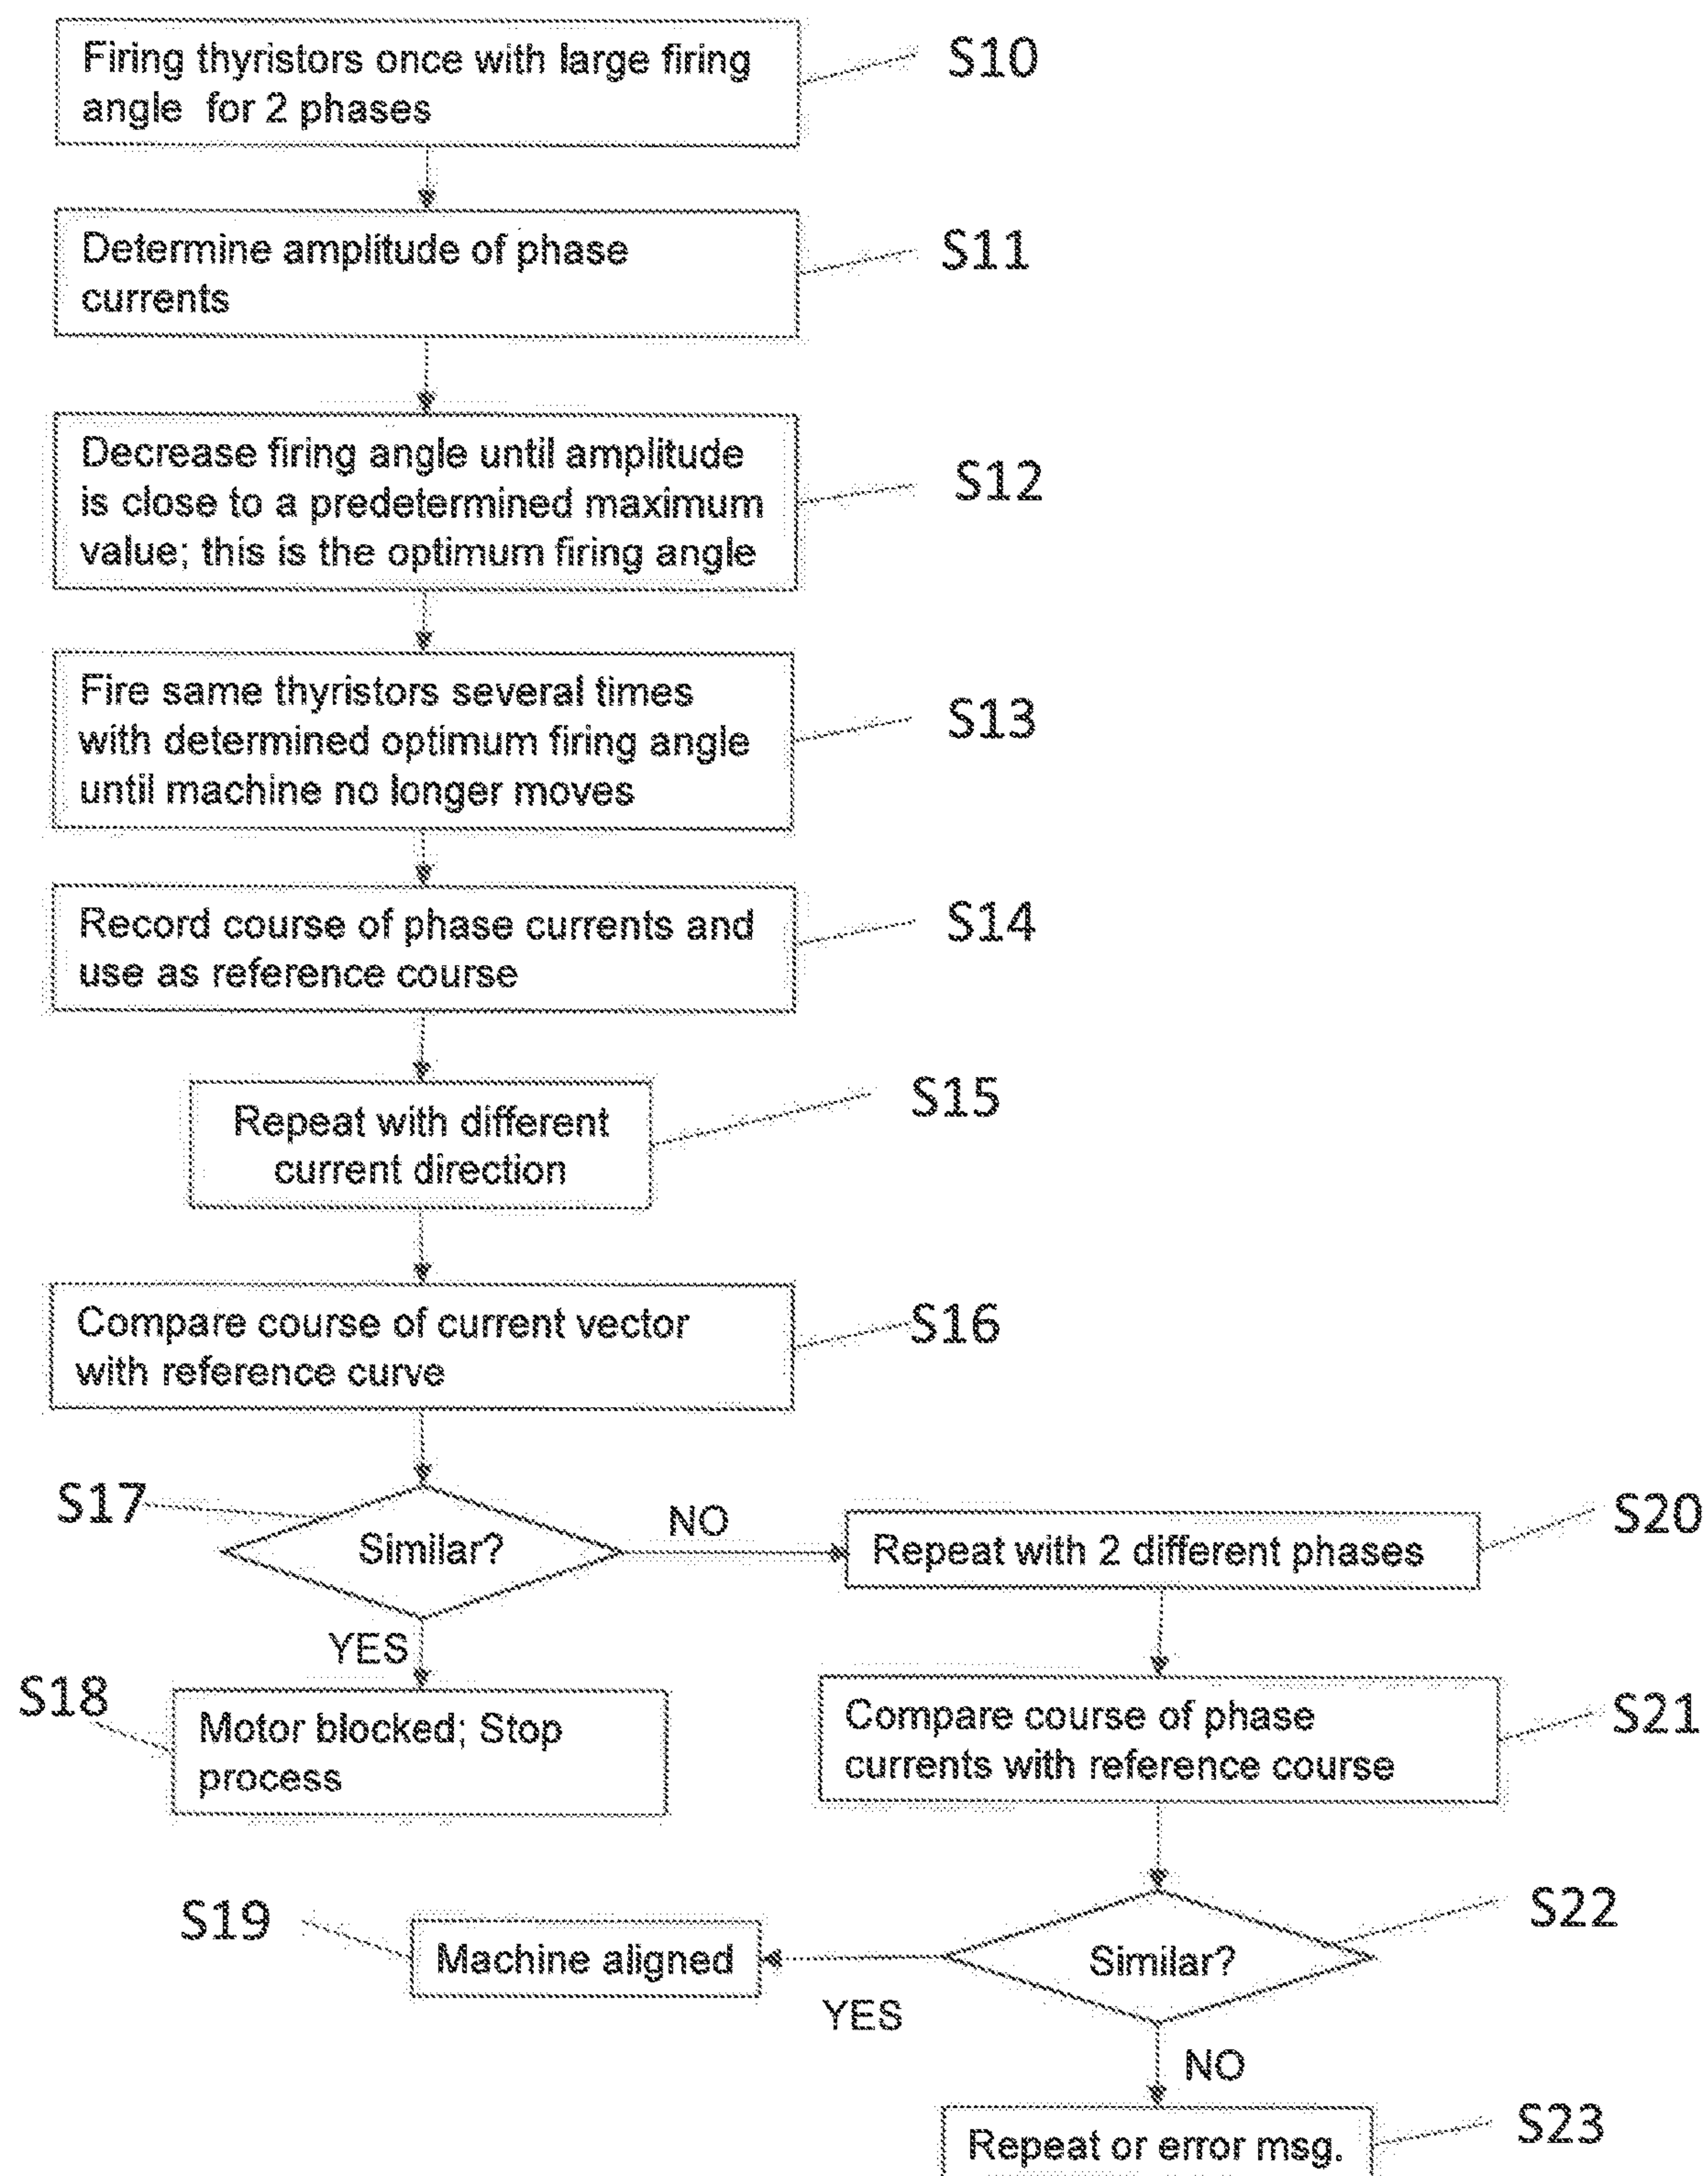 Firing thyristors once with large firing
angle for 2 phases
S10
Determine amplitude of phase
currents
S11
Decrease firing angle until amplitude
is close to a predetermined maximum
value; this is the optimum firing angle
S12
Fire same thyristors several times
with determined optimum firing angle
until machine no longer moves
S13
Record course of phase currents and
use as reference course
S14
Repeat with different
current direction
S15
Compare course of current vector
with reference curve
S16
S17
Similar?
NO
Repeat with 2 different phases
S20
YES
S18
Motor blocked; Stop
process
Compare course of phase
currents with reference course
S21
S19
Machine aligned
YES
Similar?
S22
NO
Repeat or error msg.
S23